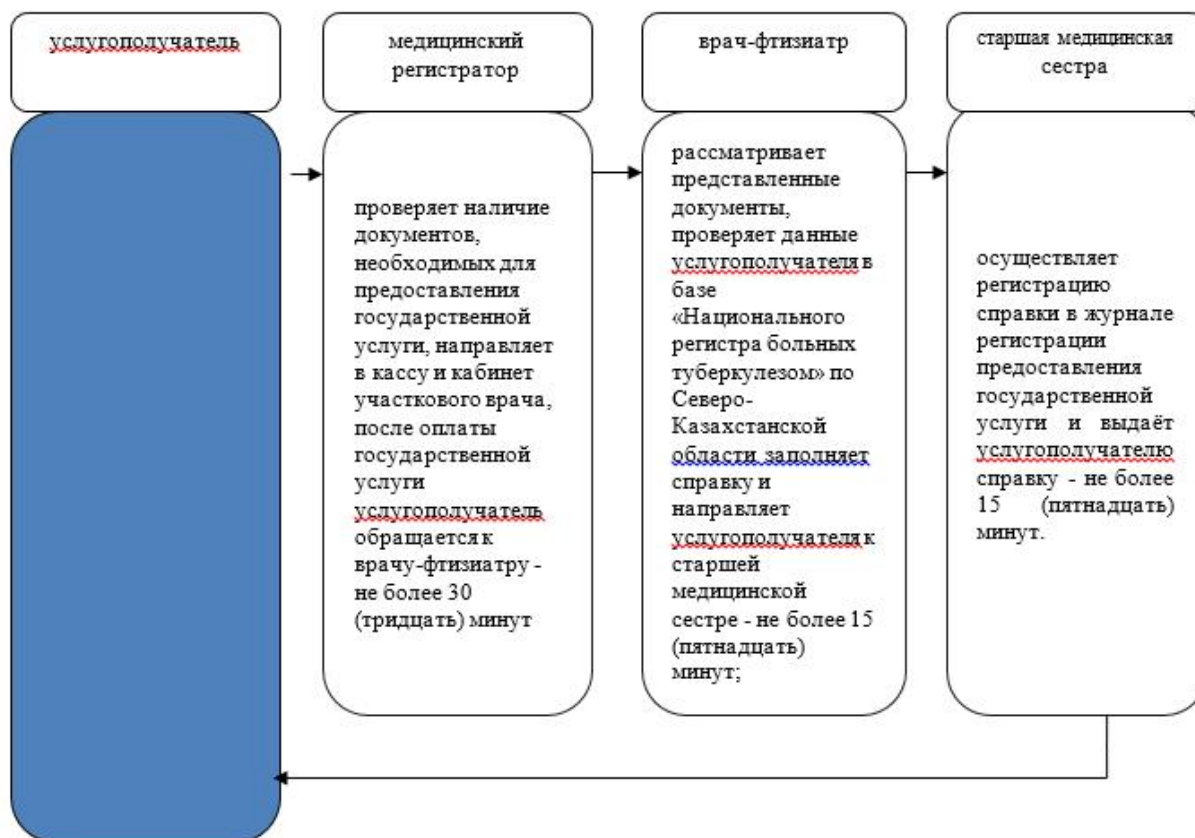 услугополучатель
медицинский
регистратор
врач-фтизиатр
старшая медицинская
сестра
проверяет наличие
документов,
необходимых для
предоставления
государственной
услуги, направляет
в кассу и кабинет
участкового врача,
после оплаты
государственной
услуги
услугополучатель
обращается к
врачу-фтизиатру -
не более 30
(тридцать) минут
рассматривает
представленные
документы,
проверяет данные
услугополучателя в
базе
«Национального
регистра больных
туберкулезом» по
Северо-
Казахстанской
области заполняет
справку и
направляет
услугополучателя к
старшей
медицинской
сестре - не более 15
(пятнадцать)
минут;
осуществляет
регистрацию
справки в журнале
регистрации
предоставления
государственной
услуги и выдаёт
услугополучателю
справку - не более
15 (пятнадцать)
минут.